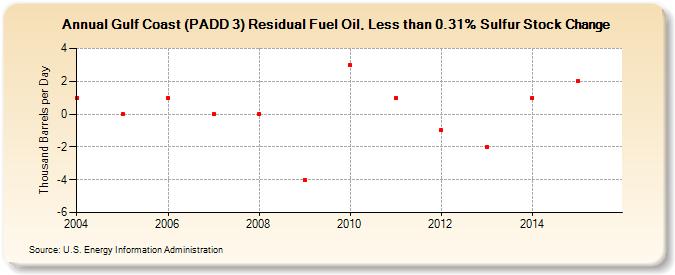 Annual Gulf Coast (PADD 3) Residual Fuel Oil, Less than 0.31% Sulfur Stock Change
Thousand Barrels per Day
4
2
0
-2
-4
-6
2004 2006 2008 2010 2012 2014
Source: U.S. Energy Information Administration